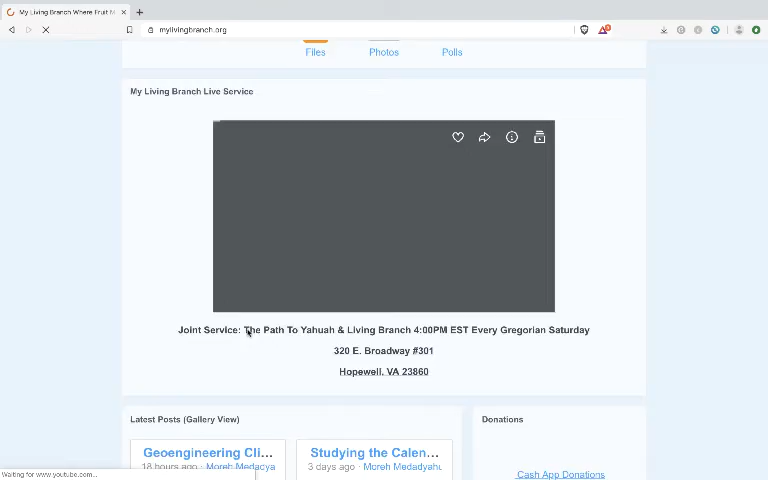 My Living Branch Where Fruit M
mylivingbranch.org
Files Photos Polls
My Living Branch Live Service
Joint Service: The Path To Yahuah & Living Branch 4:00PM EST Every Gregorian Saturday
320 E. Broadway #301
Hopewell, VA 23860
Latest Posts (Gallery View)
Donations
Geoengineering Cli...
18 hours ago · Moreh Medacya
Studying the Calen...
3 days ago · Moreh Medadyahu
Cash App Donations
Waiting for www.youtube.com...